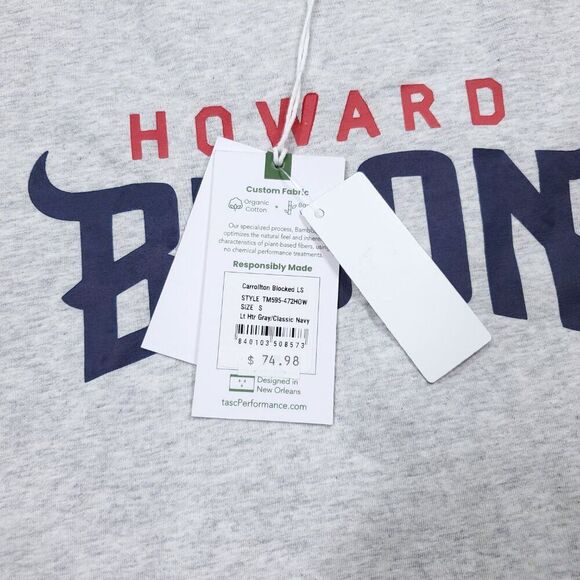 HOWARD
Custom Fabric
Organic
Cotton
Our specialized process,
optimizes the natural feel and
characteristics of plant-based fibers,
no chemical performance treatments.
Responsibly Made
Carrollton Blocked LS
STYLE TM595-472HOW
SIZE S
Lt Htr Gray/Classic Navy
840103508573
$ 74.98
Designed in
New Orleans
tascPerformance.com